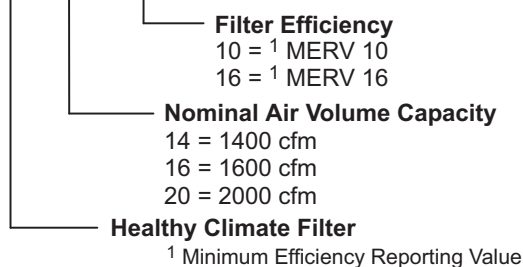 Filter Efficiency
10 = 1 MERV 10
16 = 1 MERV 16
Nominal Air Volume Capacity
14 = 1400 cfm
16 = 1600 cfm
20 = 2000 cfm
Healthy Climate Filter
1 Minimum Efficiency Reporting Value